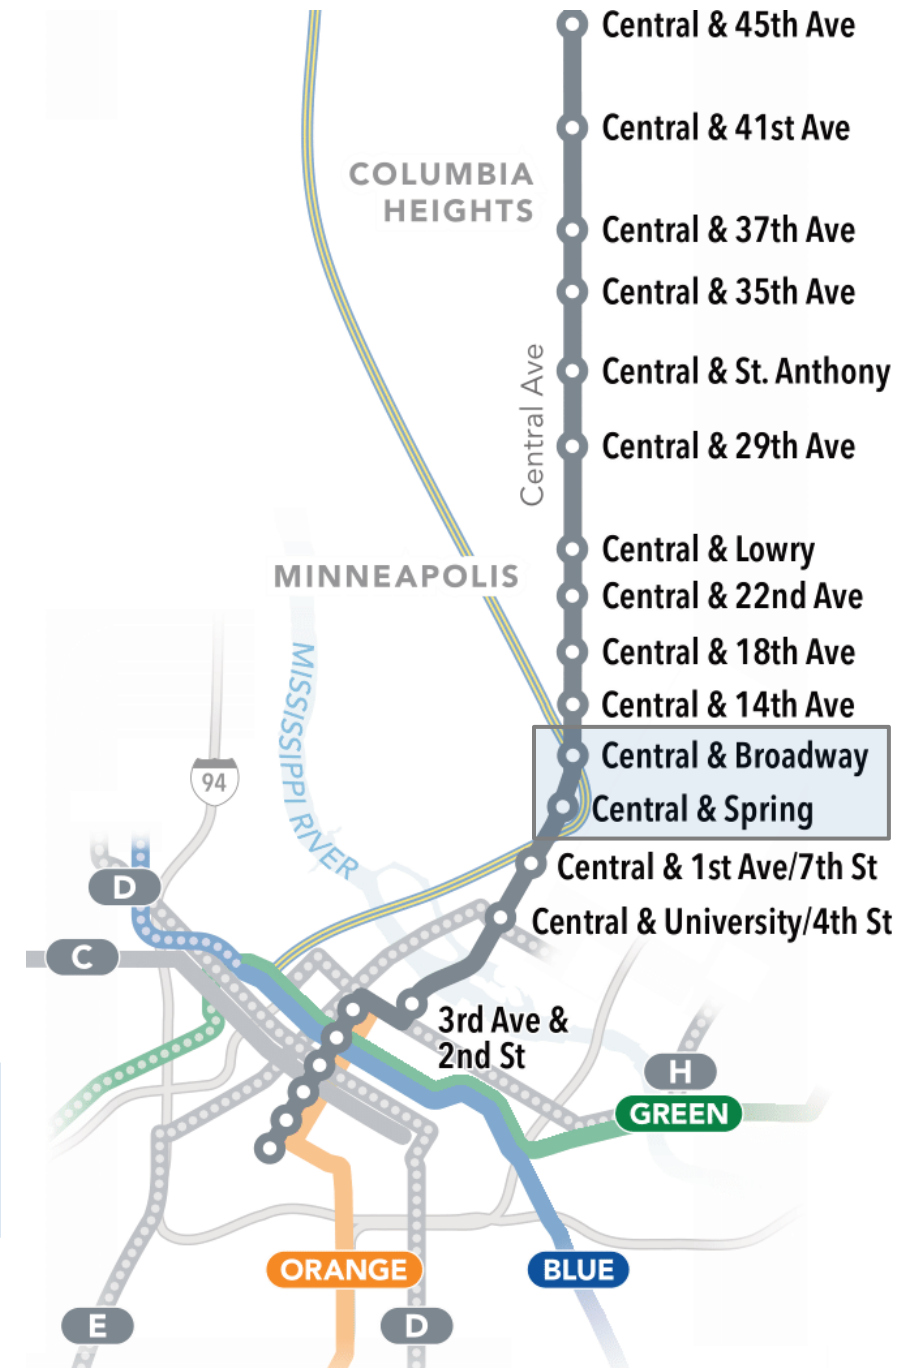 Central & 45th Ave
Central & 41st Ave
COLUMBIA
HEIGHTS
Central & 37th Ave
Central & 35th Ave
Central Ave
Central & St. Anthony
Central & 29th Ave
Central & Lowry
MINNEAPOLIS
Central & 22nd Ave
Central & 18th Ave
Central & 14th Ave
MISSISSIPPI RIVER
Central & Broadway
94
Central & Spring
Central & 1st Ave/7th St
D
Central & University/4th St
C
3rd Ave &
2nd St
H
GREEN
ORANGE
BLUE
E
D